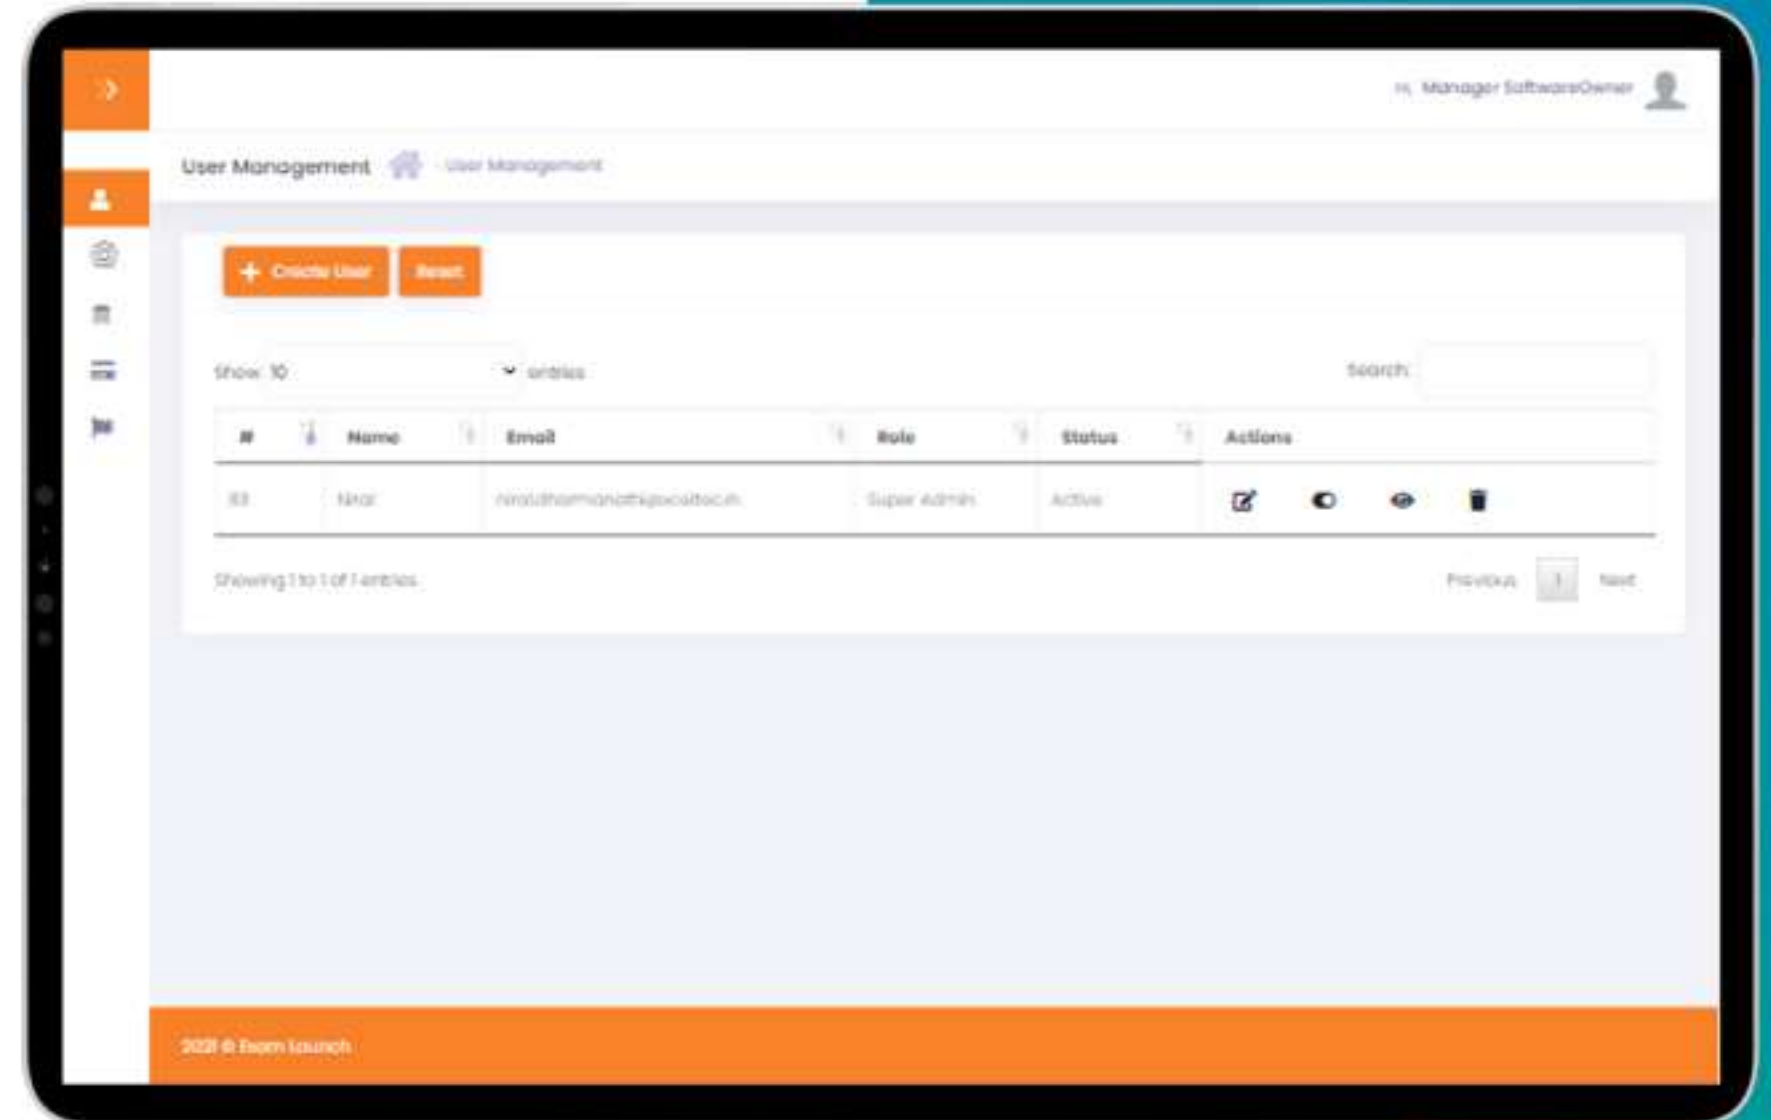 Hi, Manager SoftwareOwner
User Management User Management
+ Create User Reset
Show 10 entries Search:
# Name Email Role Status Actions
Super Admin Active
Showing 1 to 1 of 1 entries
Previous 1 Next
2021 © Exam Launch